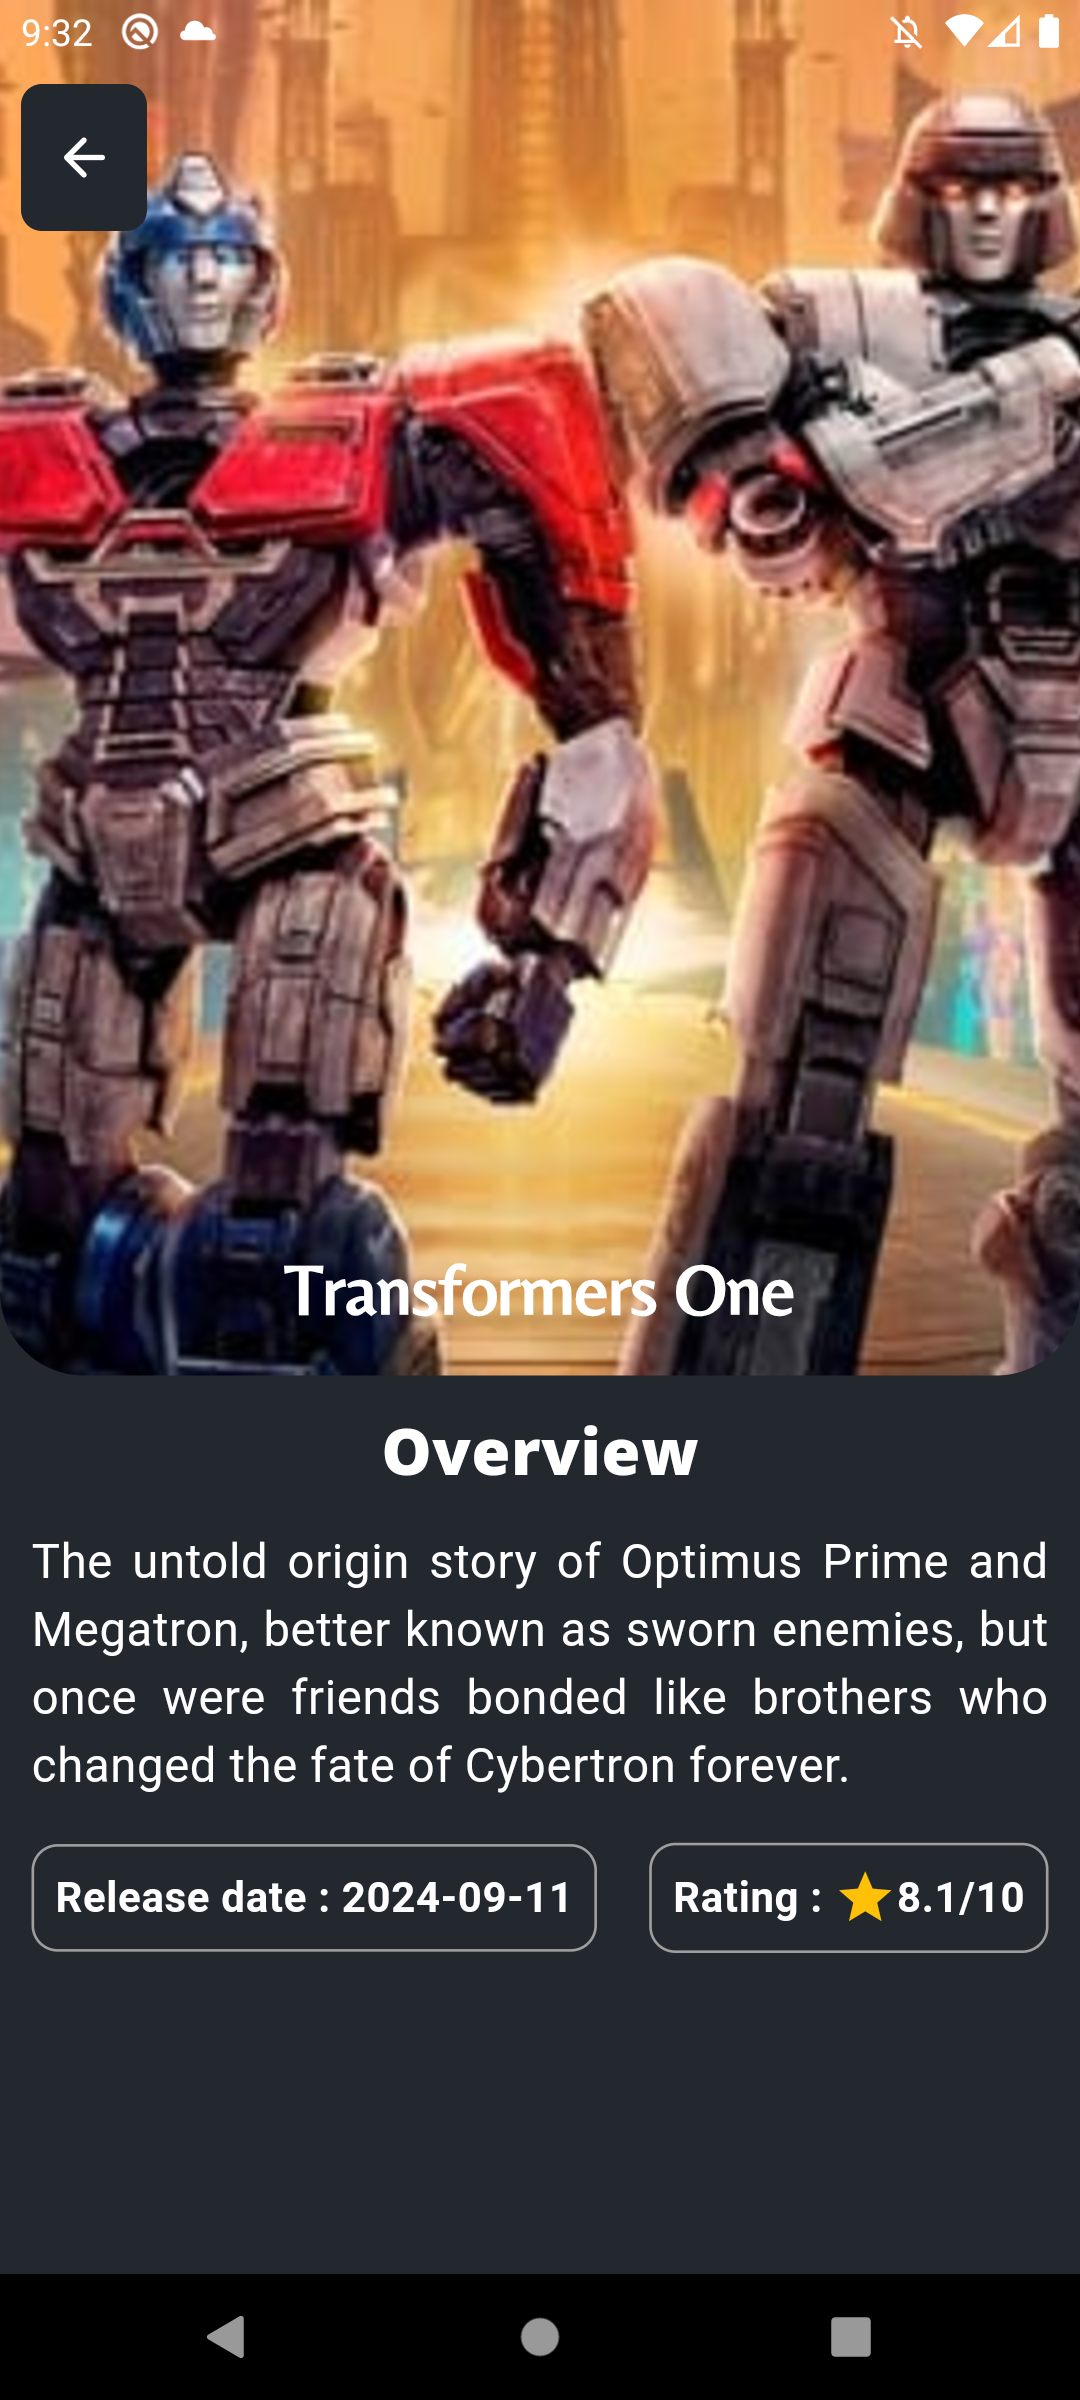 9:32
Transformers One
Overview
The untold origin story of Optimus Prime and
Megatron, better known as sworn enemies, but
once were friends bonded like brothers who
changed the fate of Cybertron forever.
Release date : 2024-09-11
Rating : 8.1/10